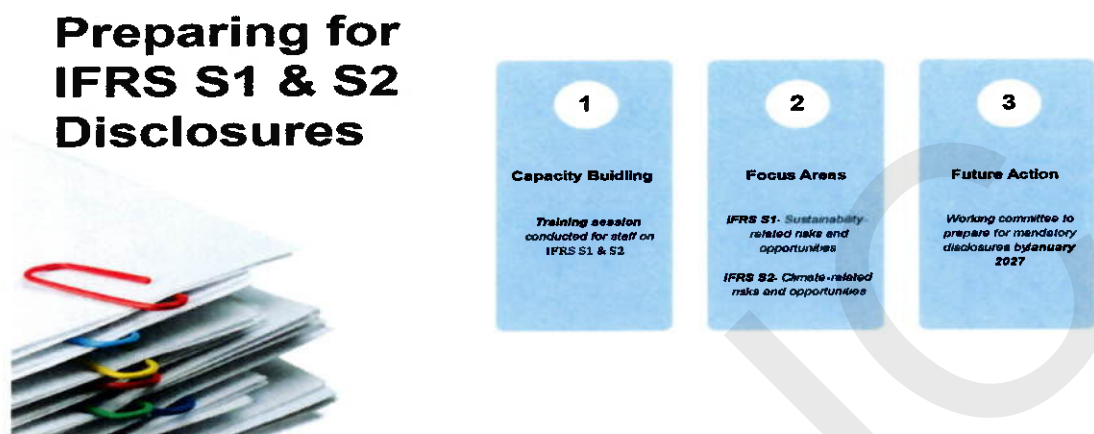 Preparing for
IFRS S1 & S2
Disclosures
1
Capacity Buidling
Training session
conducted for staff on
IFRS S1 & S2
2
Focus Areas
IFRS S1- Sustainability-
related risks and
opportunities
IFRS S2- Climate-related
risks and opportunities
3
Future Action
Working committee to
prepare for mandatory
disclosures byJanuary
2027